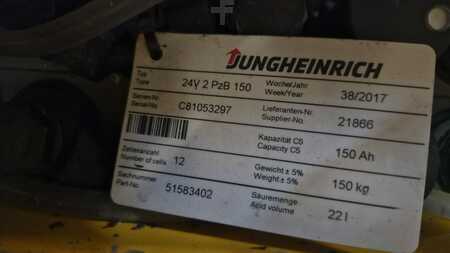 JUNGHEINRICH
Typ Type 24V 2 PzB 150 Woche/Jahr Week/Year 38/2017
Serien-Nr. Serial-No. C81053297 Lieferanten-Nr. Supplier-No. 21866
Kapazität C5 Capacity C5 150 Ah
Zellenanzahl Number of cells 12 Gewicht ± 5% Weight ± 5% 150 kg
Sachnummer Part-No. 51583402 Säuremenge Acid volume 22 l